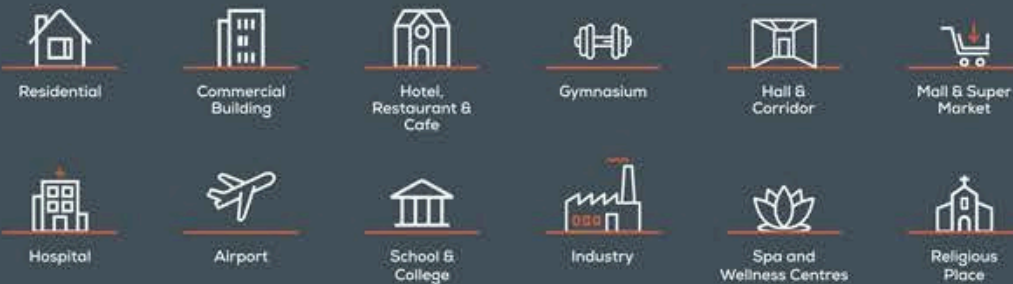 Residential
Commercial
Building
Hotel,
Restaurant &
Cafe
Gymnasium
Hall &
Corridor
Mall & Super
Market
Hospital
Airport
School &
College
Industry
Spa and
Wellness Centres
Religious
Place